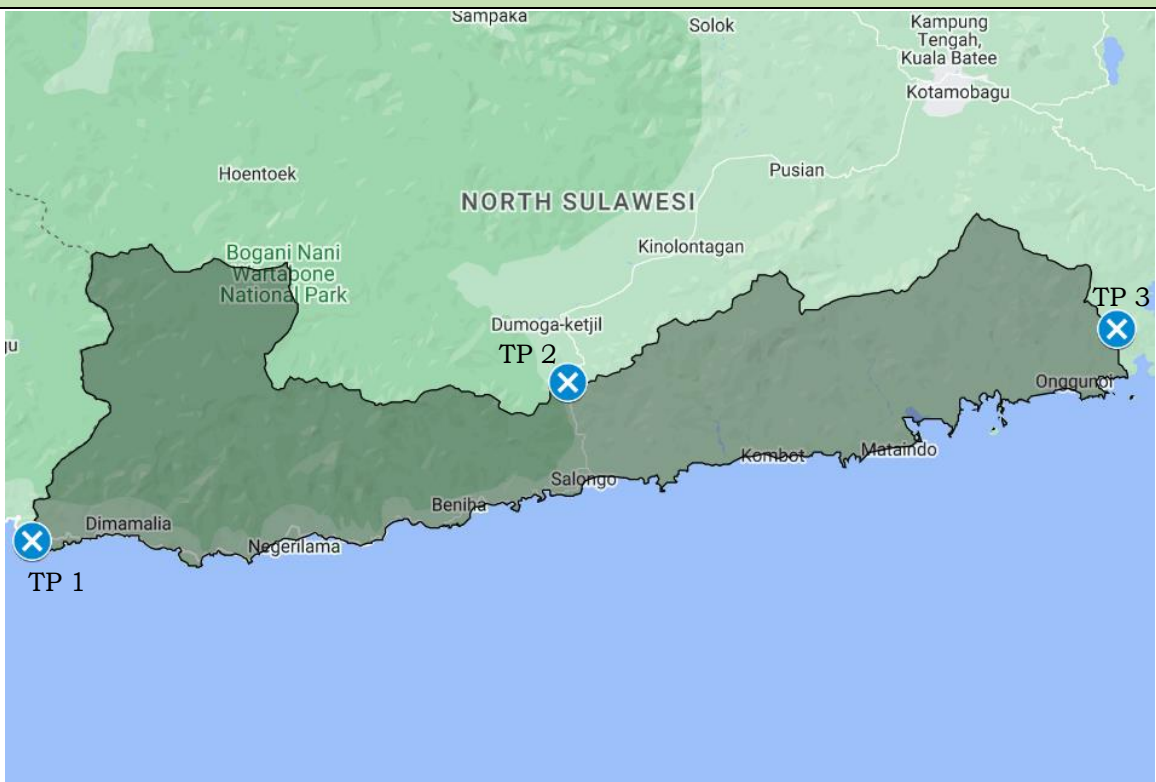 Sampaka
Solok
Kampung
Tengah,
Kuala Batee
Kotamobagu
Hoentoek
Pusian
NORTH SULAWESI
Kinolontagan
Bogani Nani
Wartabone
National Park
Dumoga-ketjil
TP 2
TP 3
Onggunoi
Mataindo
Kombot
Salongo
Beniha
Dimamalia
Negerilama
TP 1